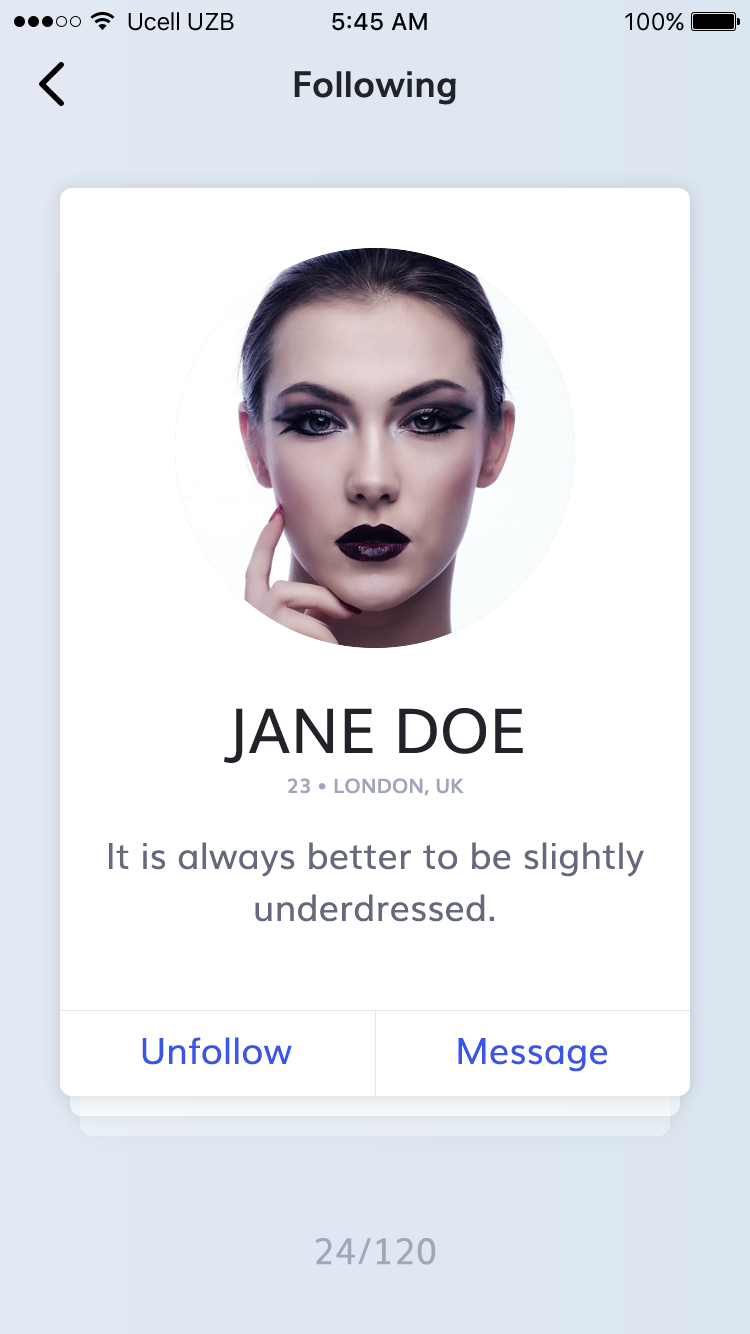 Ucell UZB 5:45 AM 100%
Following
JANE DOE
23 • LONDON, UK
It is always better to be slightly
underdressed.
Unfollow Message
24/120